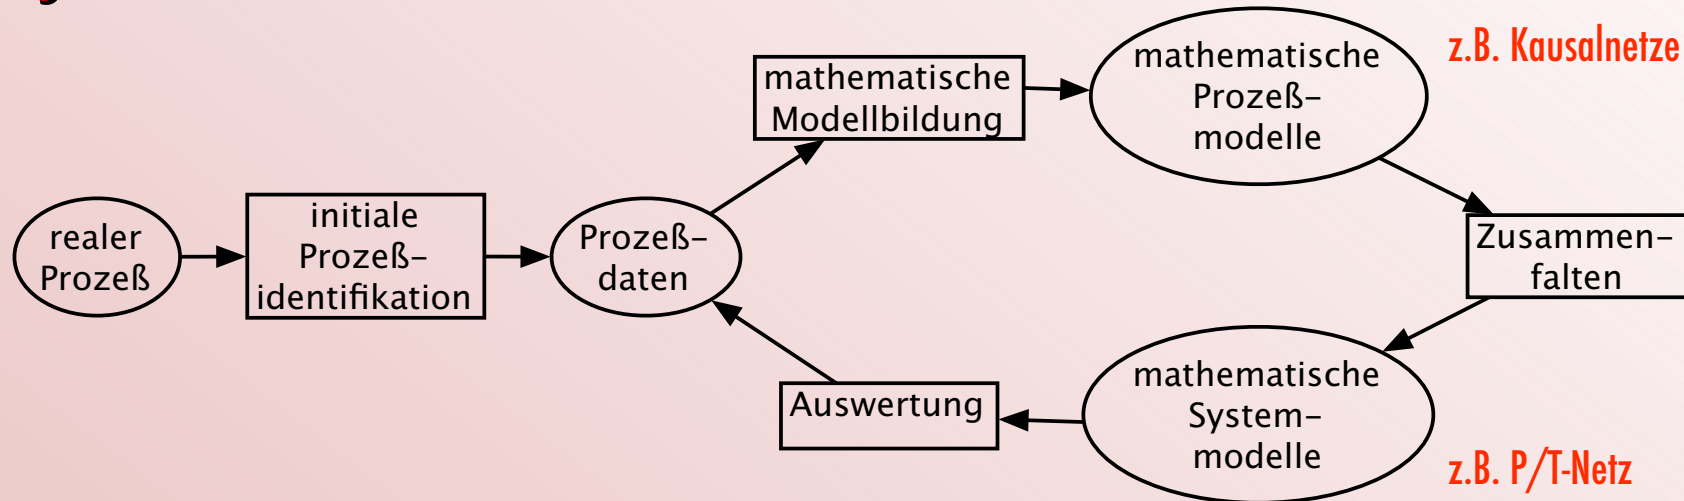 z.B. Kausalnetze
mathematische
Prozeß-
modelle
mathematische
Modellbildung
realer
Prozeß
initiale
Prozeß-
identifikation
Prozeß-
daten
Zusammen-
falten
Auswertung
mathematische
System-
modelle
z.B. P/T-Netz